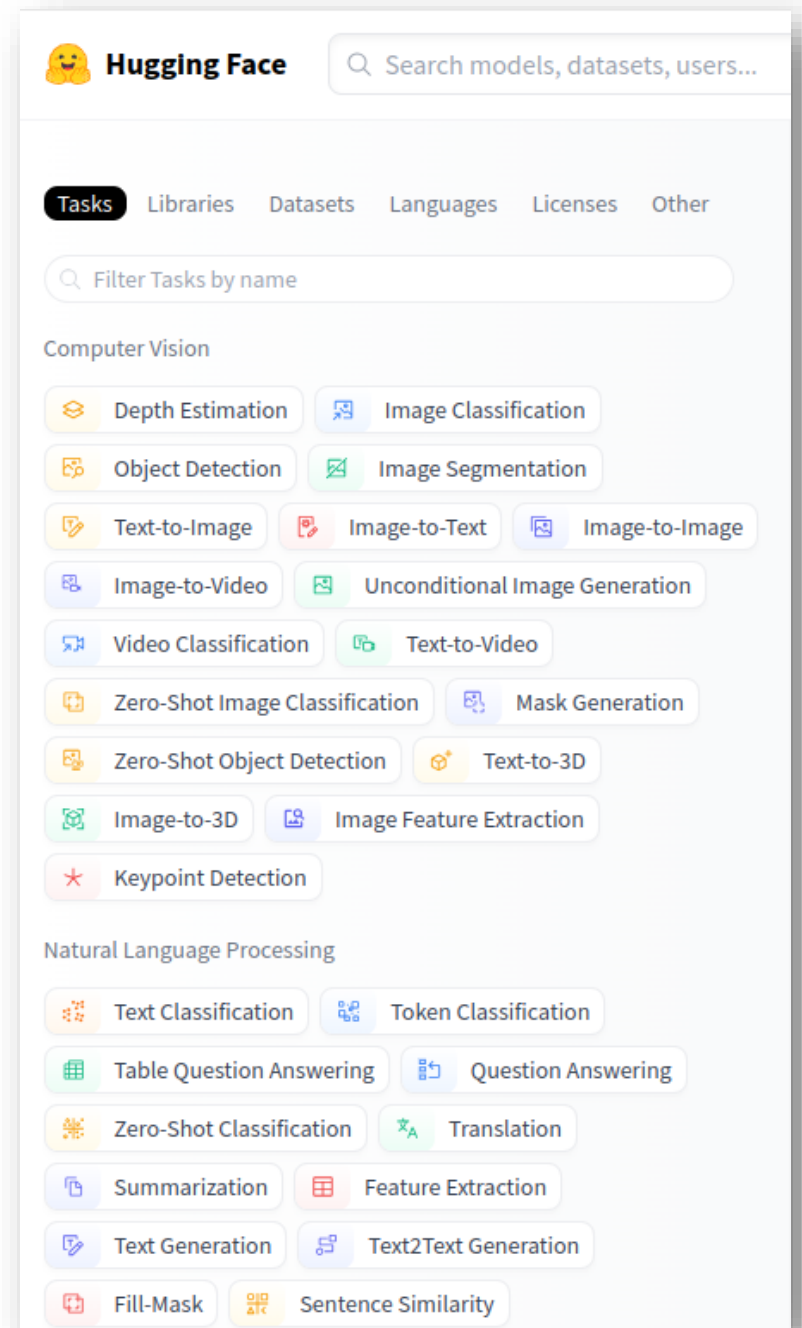 Hugging Face Search models, datasets, users...
Tasks Libraries Datasets Languages Licenses Other
Filter Tasks by name
Computer Vision
Depth Estimation Image Classification
Object Detection Image Segmentation
Text-to-Image Image-to-Text Image-to-Image
Image-to-Video Unconditional Image Generation
Video Classification Text-to-Video
Zero-Shot Image Classification Mask Generation
Zero-Shot Object Detection Text-to-3D
Image-to-3D Image Feature Extraction
Keypoint Detection
Natural Language Processing
Text Classification Token Classification
Table Question Answering Question Answering
Zero-Shot Classification Translation
Summarization Feature Extraction
Text Generation Text2Text Generation
Fill-Mask Sentence Similarity